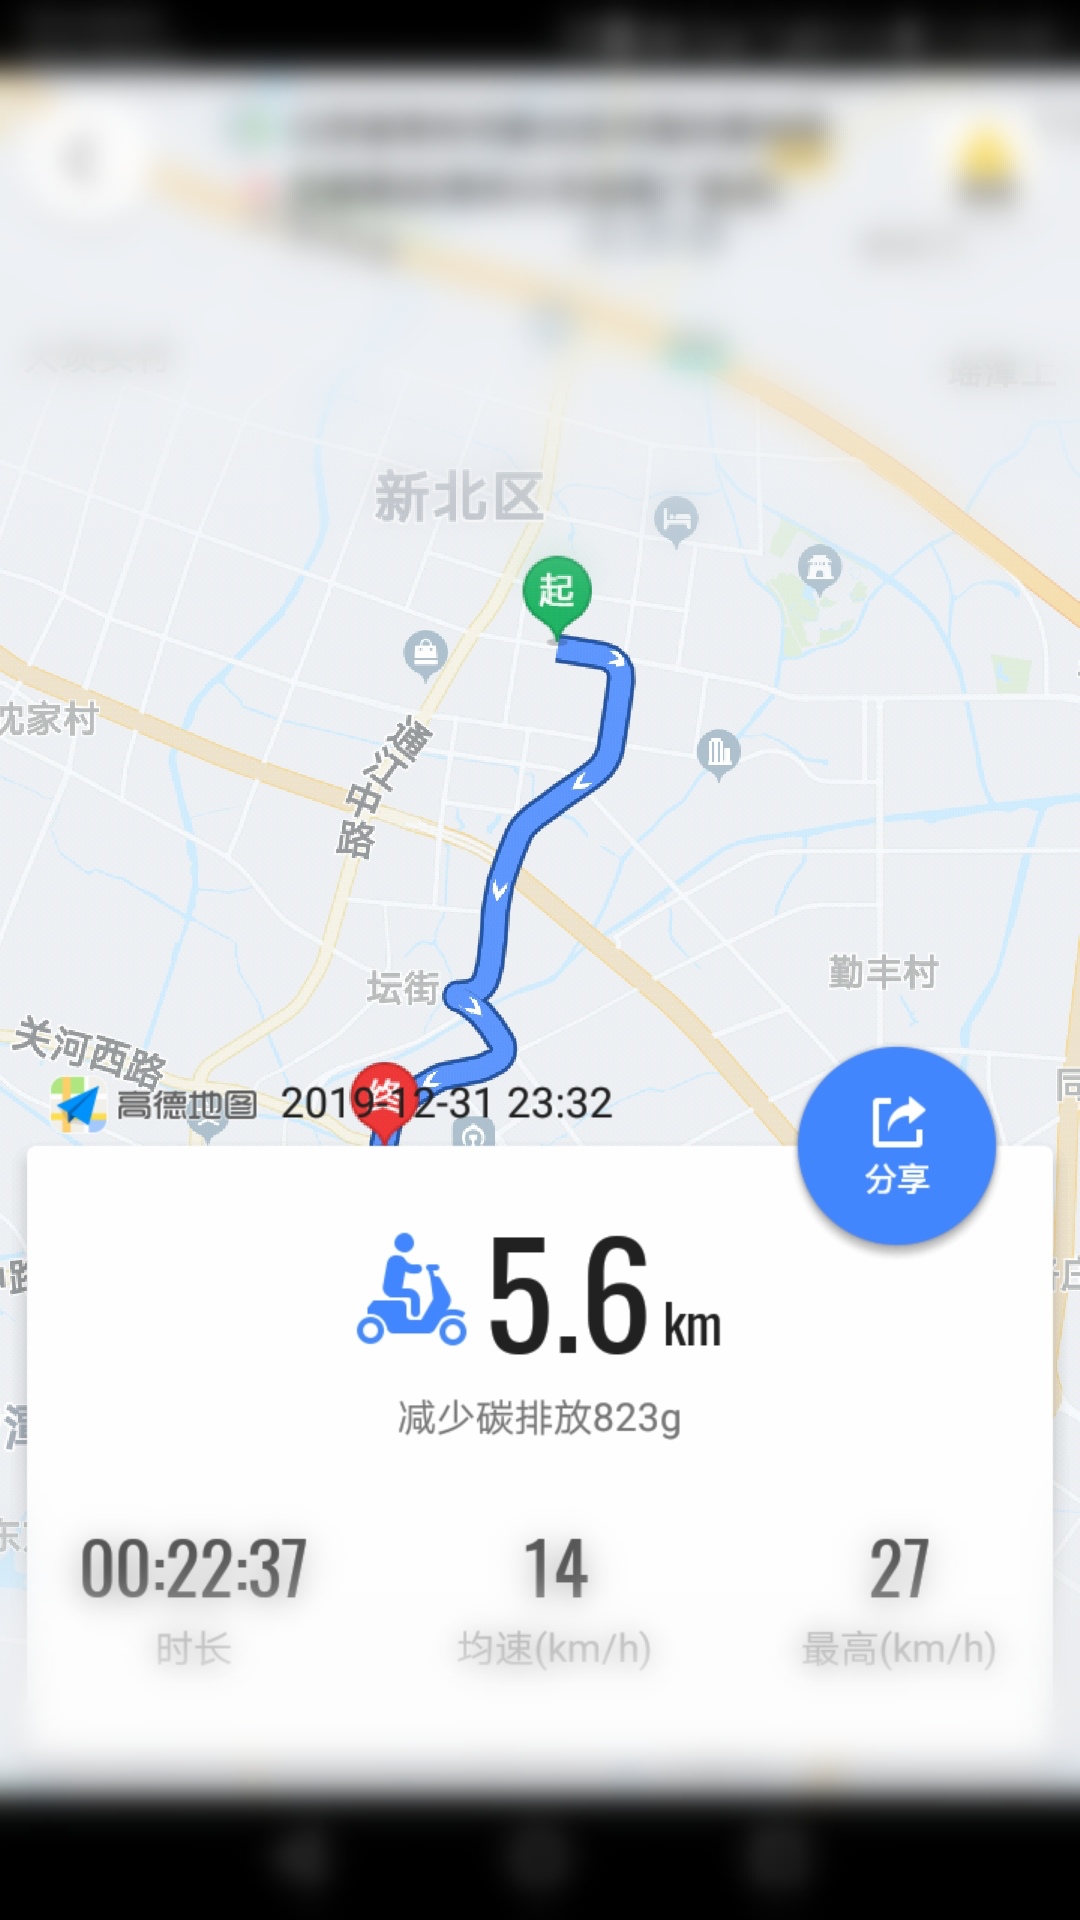 新北区
起
沈家村
通江中路
坛街
勤丰村
关河西路
终
高德地图 2019-12-31 23:32
分享
5.6 km
减少碳排放823g
00:22:37 14 27
时长 均速(km/h) 最高(km/h)